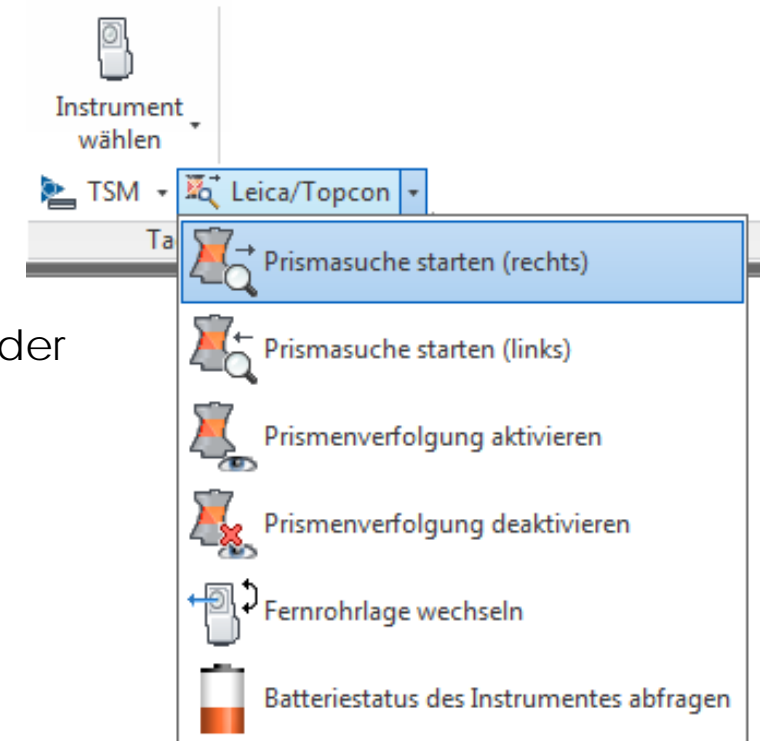 Instrument
wählen
TSM Leica/Topcon
Ta
Prismasuche starten (rechts)
der
Prismasuche starten (links)
Prismenverfolgung aktivieren
Prismenverfolgung deaktivieren
Fernrohrlage wechseln
Batteriestatus des Instrumentes abfragen